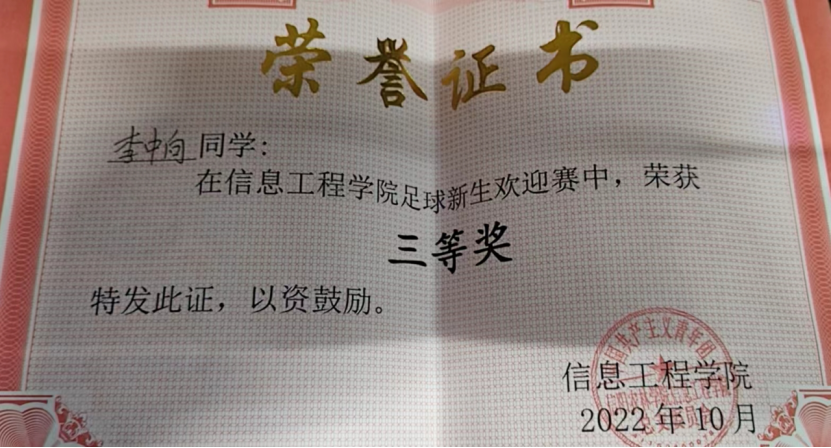 荣誉证书
李中向同学:
在信息工程学院足球新生欢迎赛中，荣获
三等奖
特发此证，以资鼓励。
信息工程学院
2022年10月